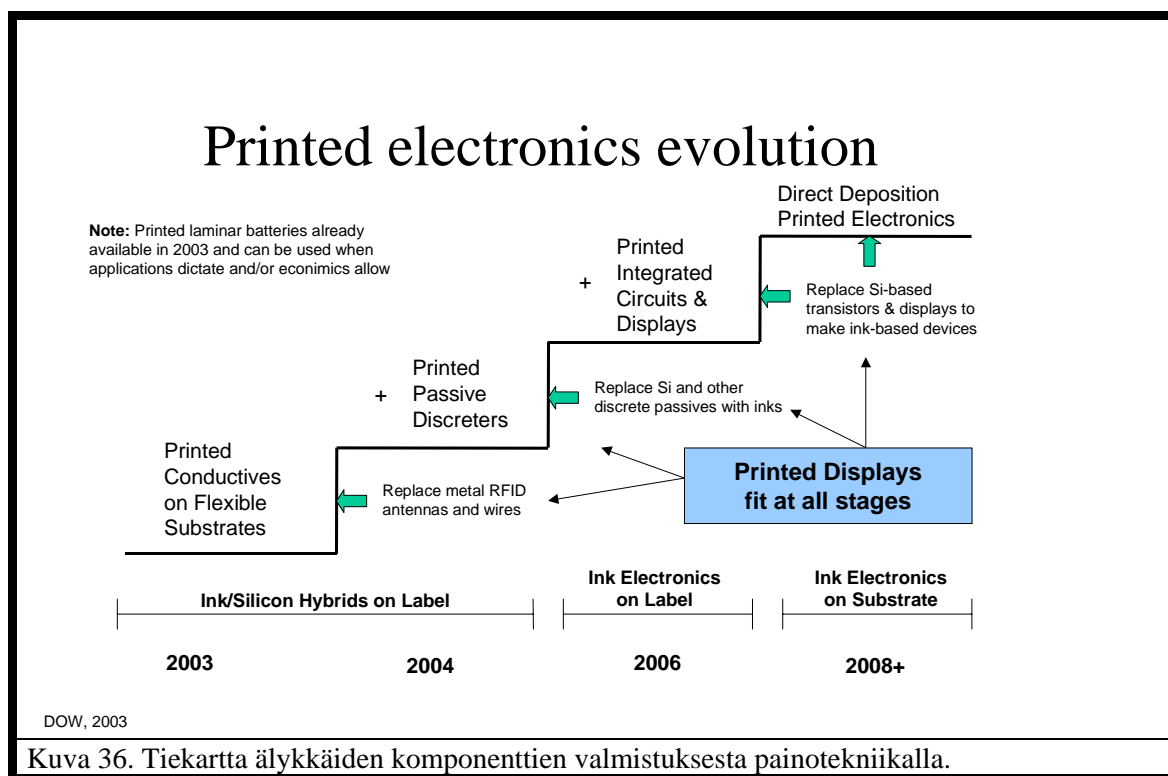 Printed electronics evolution
Note: Printed laminar batteries already
available in 2003 and can be used when
applications dictate and/or econimics allow
Direct Deposition
Printed Electronics
+
Printed
Integrated
Circuits &
Displays
Replace Si-based
transistors & displays to
make ink-based devices
+
Printed
Passive
Discreters
Replace Si and other
discrete passives with inks
Printed
Conductives
on Flexible
Substrates
Replace metal RFID
antennas and wires
Printed Displays
fit at all stages
Ink/Silicon Hybrids on Label
Ink Electronics
on Label
Ink Electronics
on Substrate
2003
2004
2006
2008+
DOW, 2003
Kuva 36. Tiekartta älykkäiden komponenttien valmistuksesta painotekniikalla.